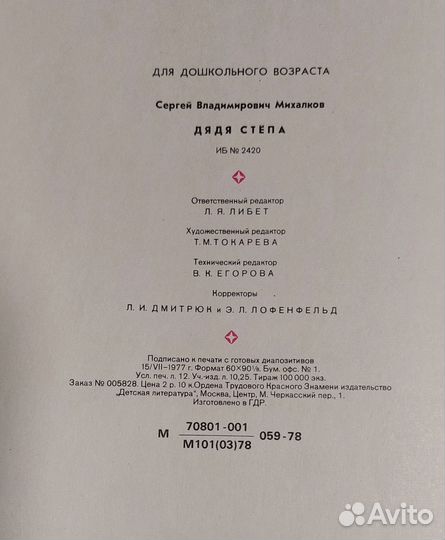 ДЛЯ ДОШКОЛЬНОГО ВОЗРАСТА
Сергей Владимирович Михалков
ДЯДЯ СТЁПА
ИБ № 2420
Ответственный редактор
Л. Я. ЛИБЕТ
Художественный редактор
Т. М. ТОКАРЕВА
Технический редактор
В. К. ЕГОРОВА
Корректоры
Л. И. ДМИТРЮК и Э. Л. ЛОФЕНФЕЛЬД
Подписано к печати с готовых диапозитивов
15/VII-1977 г. Формат 60×90⅛. Бум. офс. № 1.
Усл. печ. л. 12. Уч.-изд. л. 10,25. Тираж 100 000 экз.
Заказ № 005828. Цена 2 р. 10 к. Ордена Трудового Красного Знамени издательство
„Детская литература", Москва, Центр, М. Черкасский пер., 1.
Изготовлено в ГДР.
М 70801-001 059-78
М101(03)78
Avito